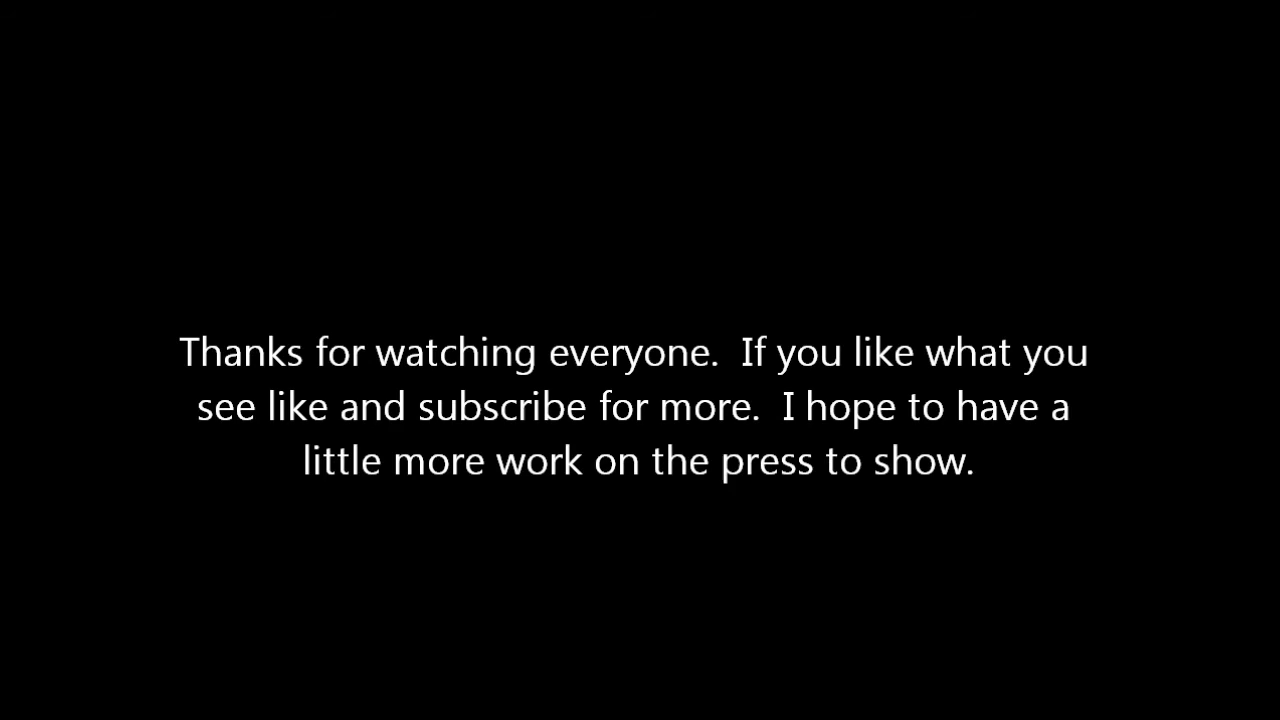 Thanks for watching everyone.  If you like what you
see like and subscribe for more.  I hope to have a
little more work on the press to show.